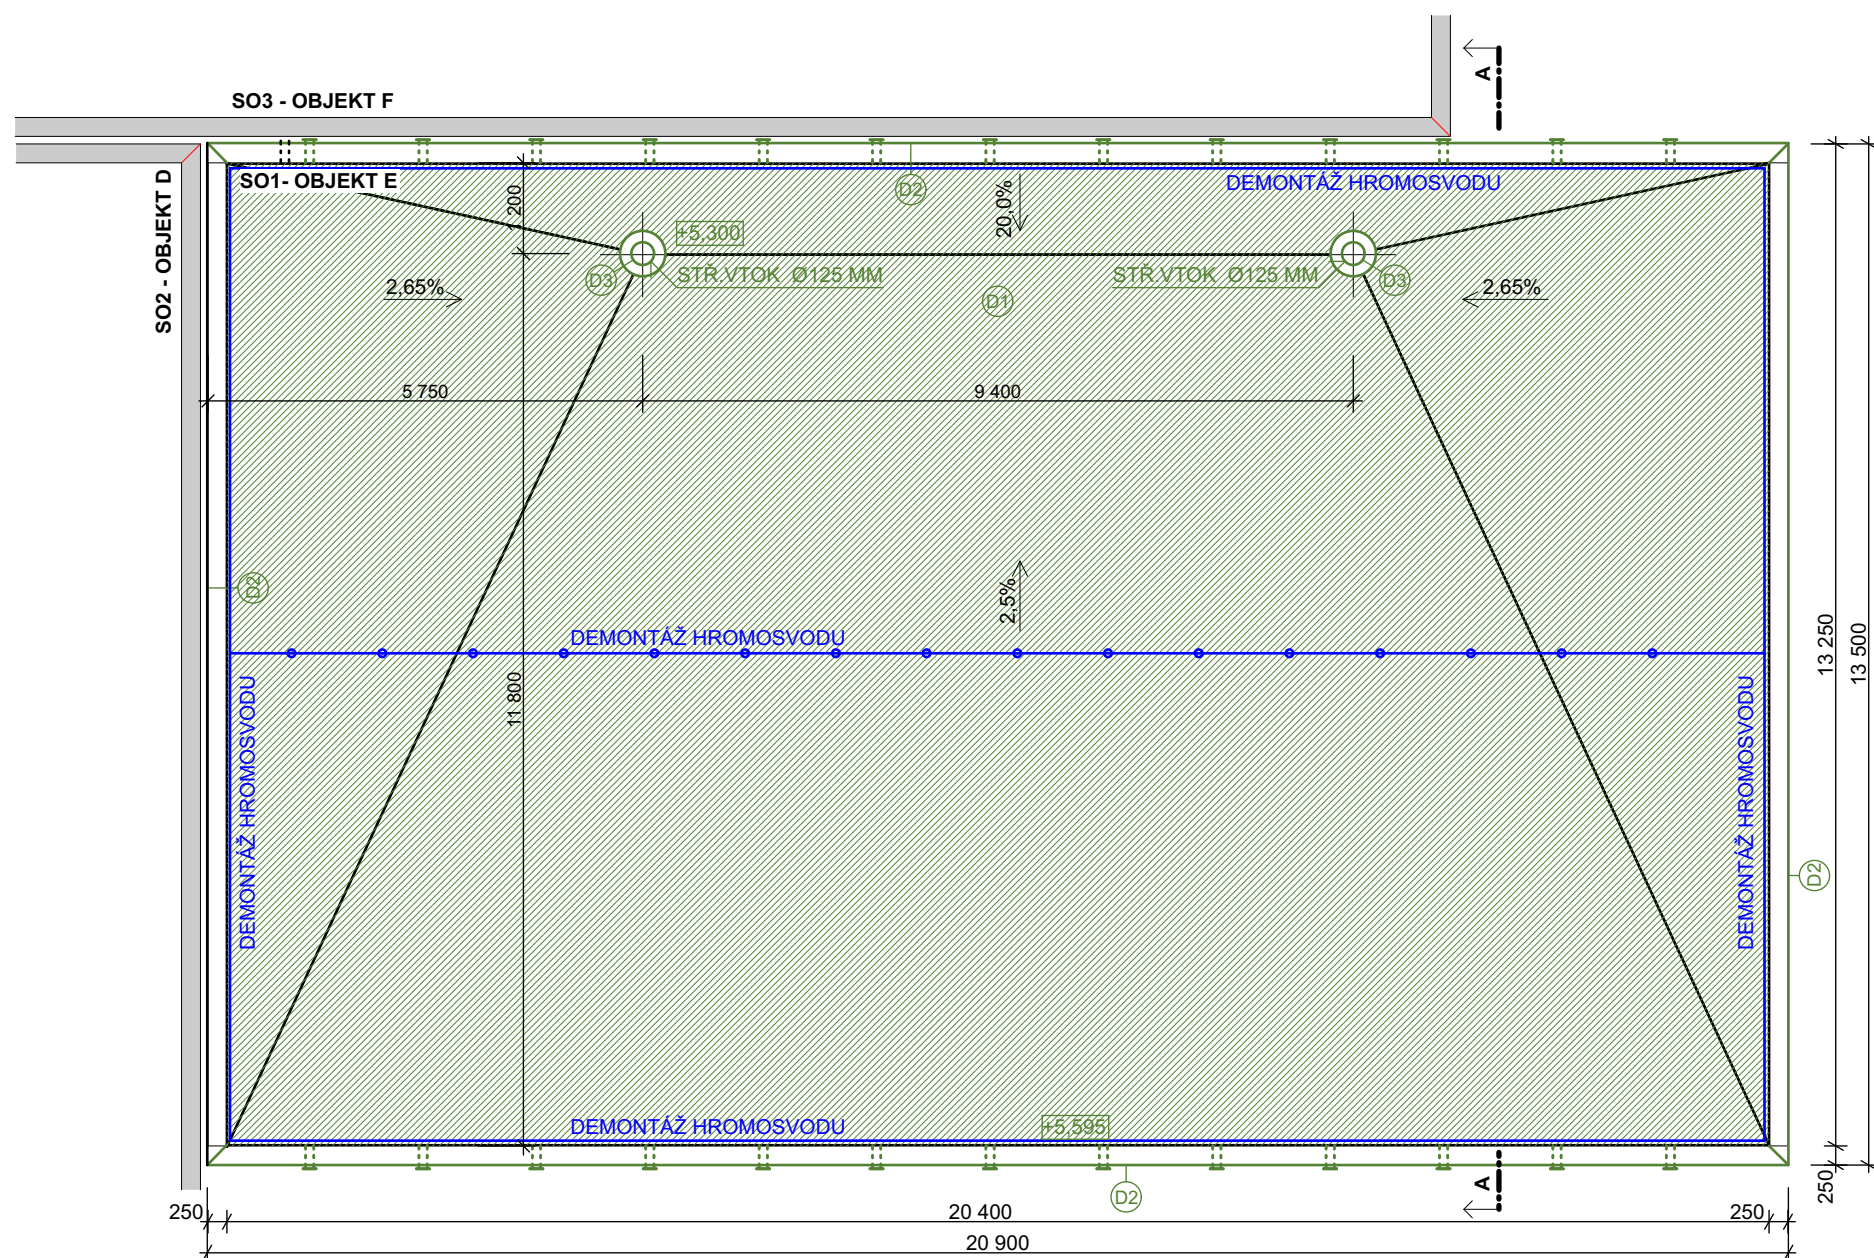 SO3 - OBJEKT F
A
SO2 - OBJEKT D
SO1- OBJEKT E
D2
DEMONTÁŽ HROMOSVODU
200
20,0%
+5,300
D3
STŘ.VTOK Ø125 MM
STŘ.VTOK Ø125 MM
D3
2,65%
D1
2,65%
5 750
9 400
D2
2,5%
DEMONTÁŽ HROMOSVODU
13 250
13 500
11 800
DEMONTÁŽ HROMOSVODU
DEMONTÁŽ HROMOSVODU
D2
DEMONTÁŽ HROMOSVODU
+5,595
A
D2
250
250
20 400
250
20 900